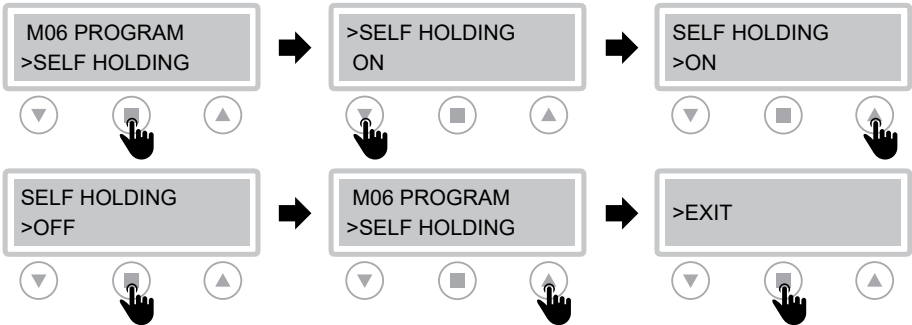 M06 PROGRAM
>SELF HOLDING
>SELF HOLDING
ON
SELF HOLDING
>ON
SELF HOLDING
>OFF
M06 PROGRAM
>SELF HOLDING
>EXIT